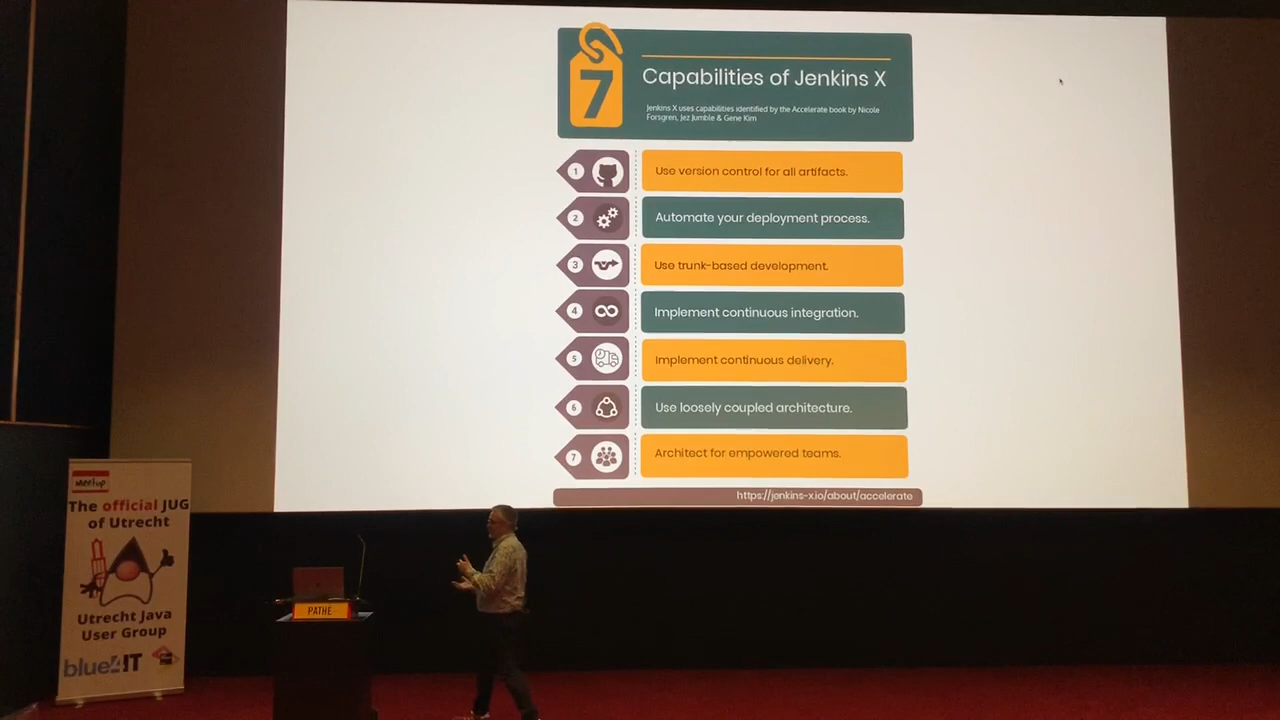 7
Capabilities of Jenkins X
Jenkins X uses capabilities identified by the Accelerate book by Nicole
Forsgren, Jez Jumble & Gene Kim
1 Use version control for all artifacts.
2 Automate your deployment process.
3 Use trunk-based development.
4 Implement continuous integration.
5 Implement continuous delivery.
6 Use loosely coupled architecture.
7 Architect for empowered teams.
https://jenkins-x.io/about/accelerate
meetup
The official JUG
of Utrecht
Utrecht Java
User Group
blue4IT
PATHE